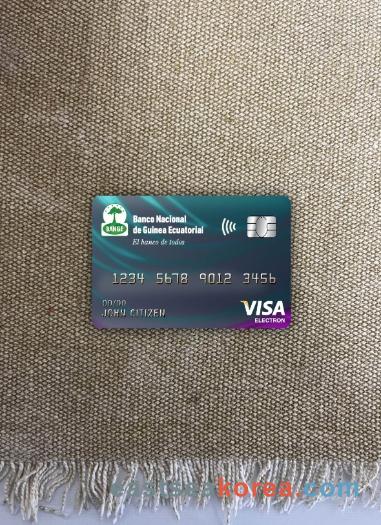 BANGE
Banco Nacional
de Guinea Ecuatorial
El banco de todos
1234 5678 9012 3456
00/00
JOHN CITIZEN
VISA
ELECTRON
eastseakorea.com